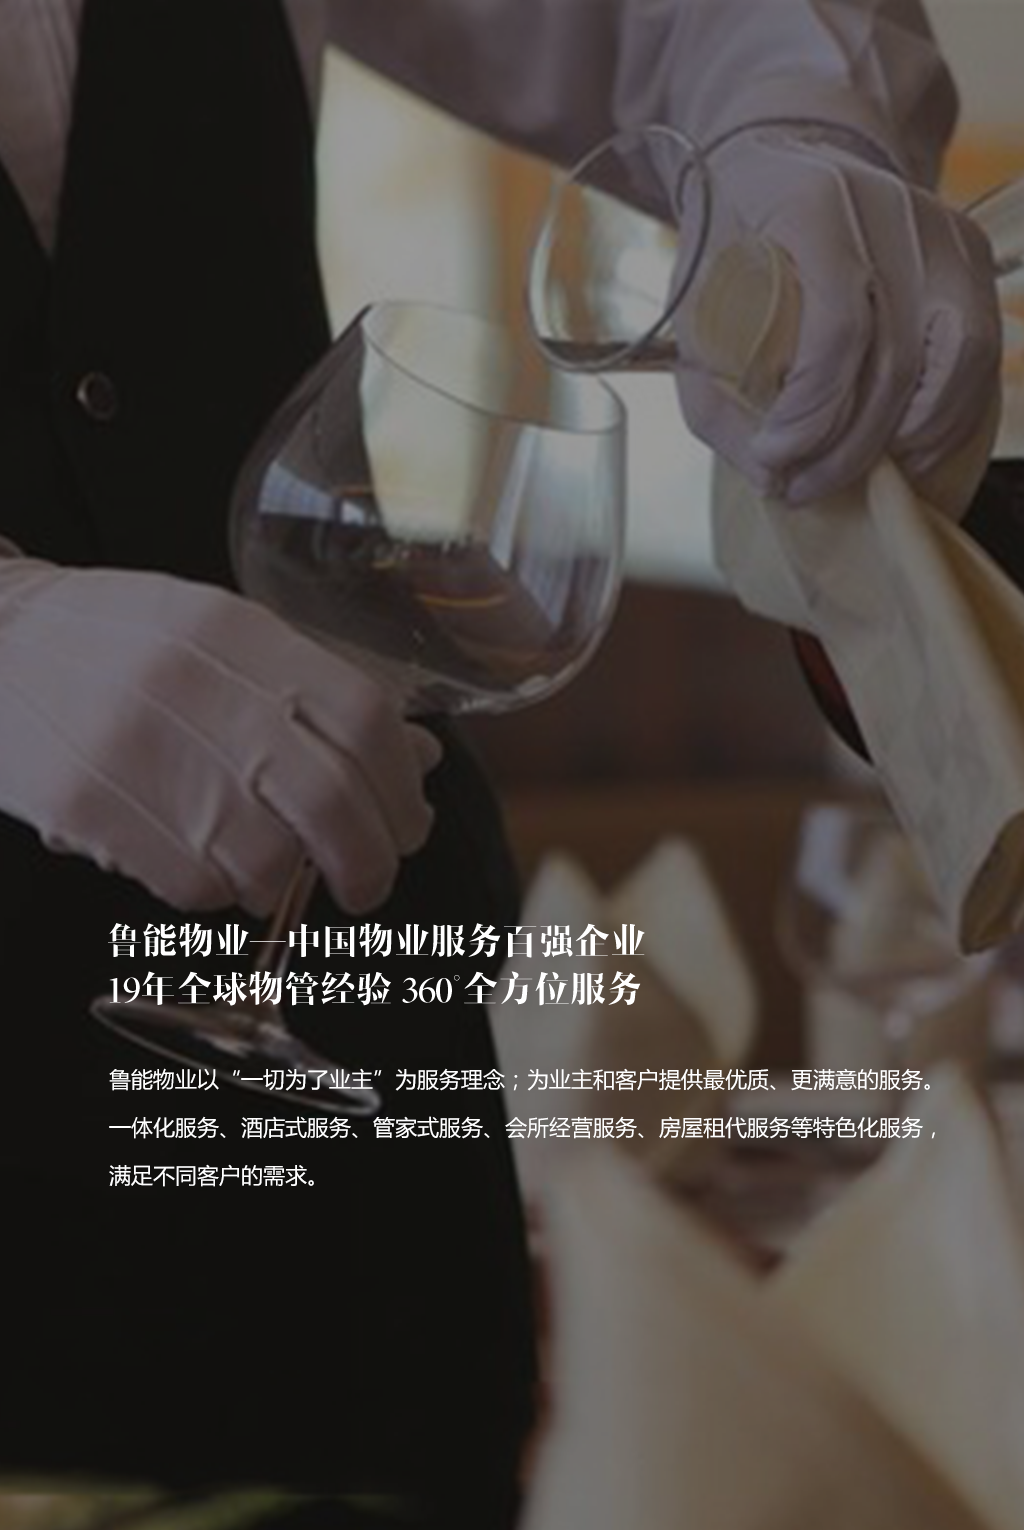 鲁能物业—中国物业服务百强企业
19年全球物管经验 360°全方位服务
鲁能物业以“一切为了业主”为服务理念；为业主和客户提供最优质、更满意的服务。
一体化服务、酒店式服务、管家式服务、会所经营服务、房屋租代服务等特色化服务，
满足不同客户的需求。